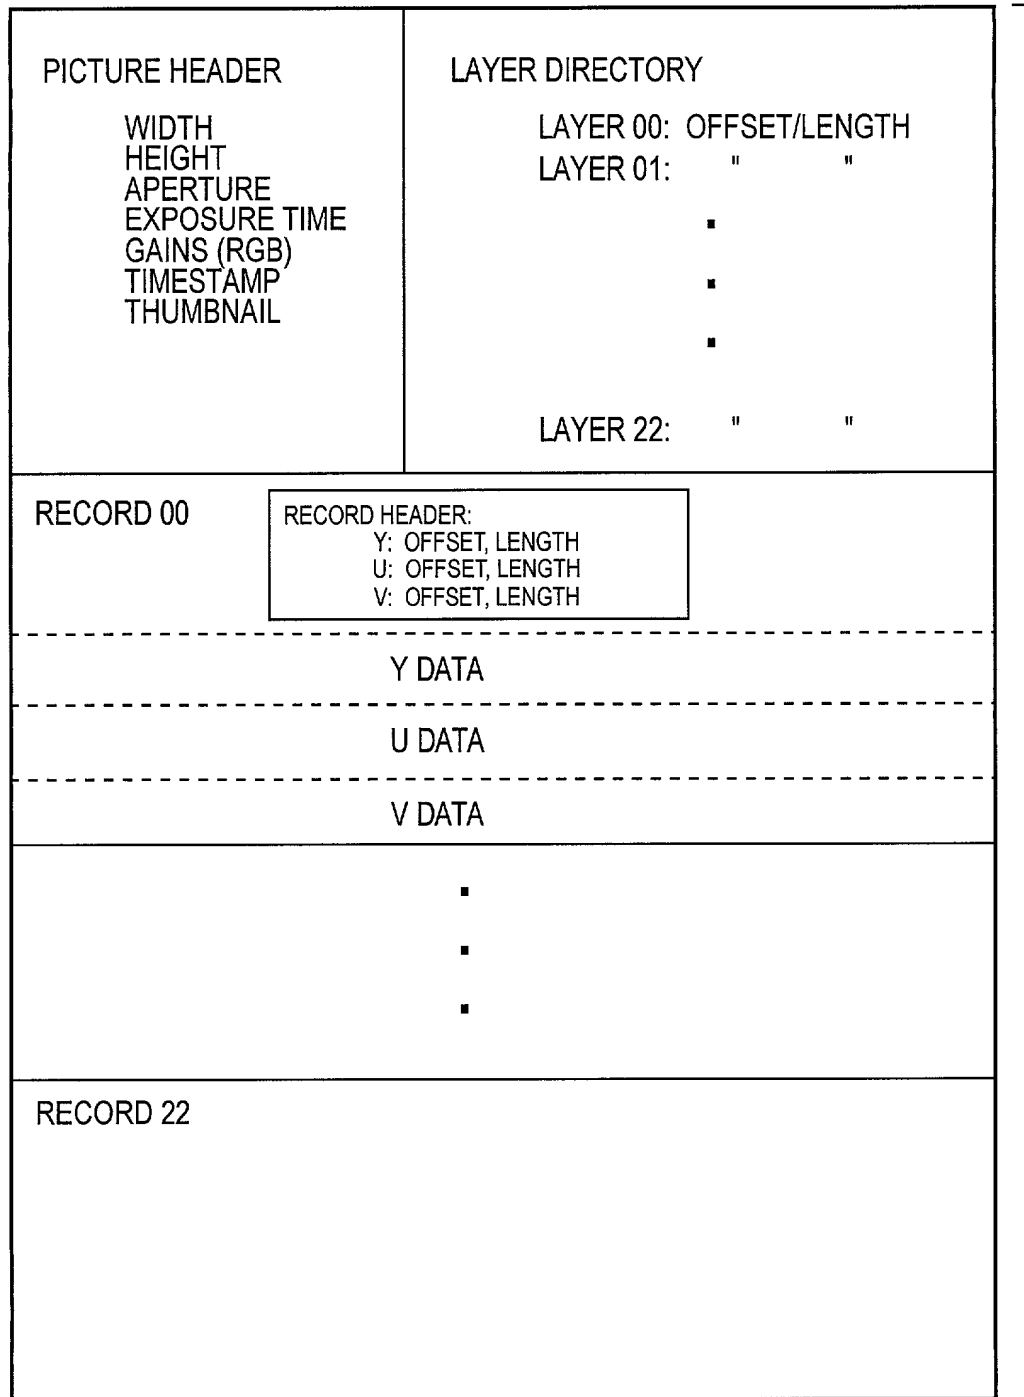 PICTURE HEADER
WIDTH
HEIGHT
APERTURE
EXPOSURE TIME
GAINS (RGB)
TIMESTAMP
THUMBNAIL
LAYER DIRECTORY
LAYER 00: OFFSET/LENGTH
LAYER 01: " "
LAYER 22: " "
RECORD 00
RECORD HEADER:
Y: OFFSET, LENGTH
U: OFFSET, LENGTH
V: OFFSET, LENGTH
Y DATA
U DATA
V DATA
RECORD 22